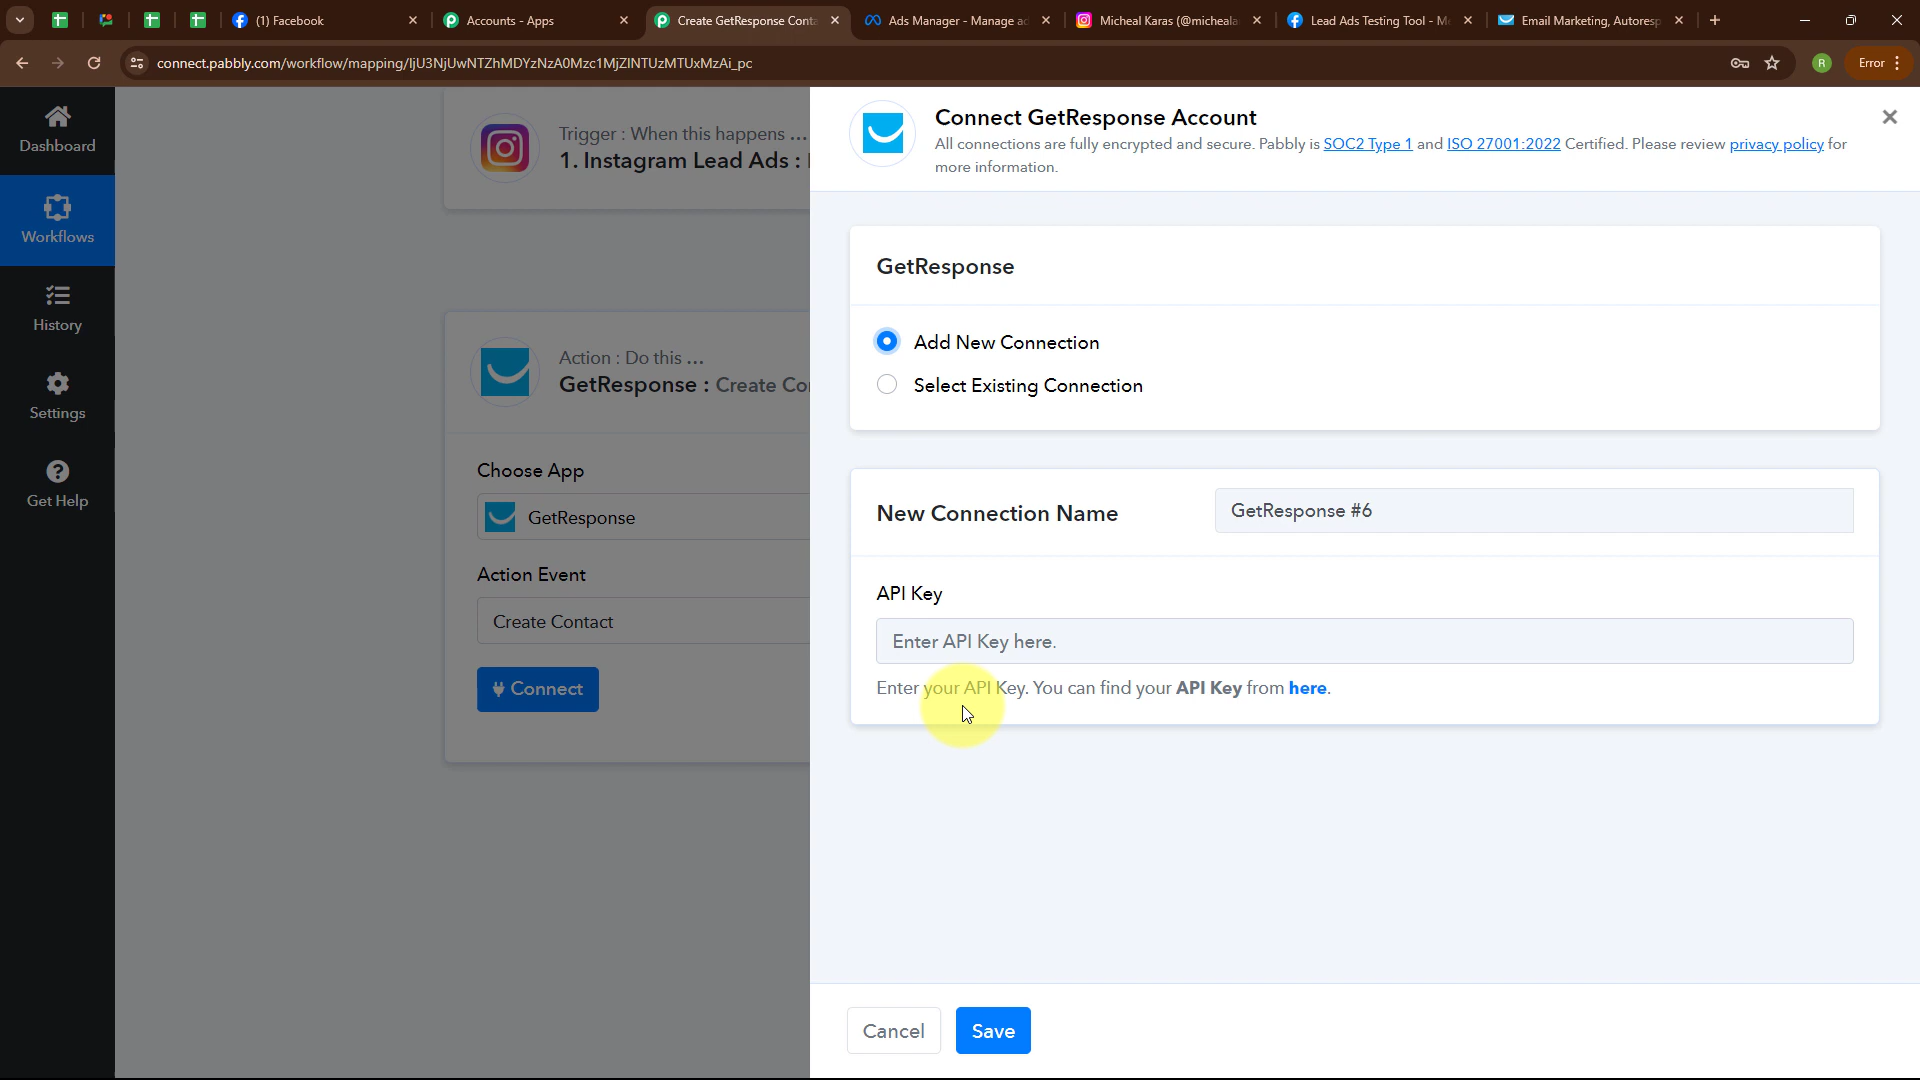 (1) Facebook
Accounts - Apps
Create GetResponse Conta
Ads Manager - Manage ad
Micheal Karas (@micheala
Lead Ads Testing Tool - Me
Email Marketing, Autoresp
connect.pabbly.com/workflow/mapping/IjU3NjUwNTZhMDYzNzA0Mzc1MjZlNTUzMTUxMzAi_pc
R
Error
Dashboard
Workflows
History
Settings
Get Help
Trigger : When this happens ...
1. Instagram Lead Ads :
Action : Do this ...
GetResponse : Create Co
Choose App
GetResponse
Action Event
Create Contact
Connect
Connect GetResponse Account
All connections are fully encrypted and secure. Pabbly is SOC2 Type 1 and ISO 27001:2022 Certified. Please review privacy policy for
more information.
GetResponse
Add New Connection
Select Existing Connection
New Connection Name
GetResponse #6
API Key
Enter API Key here.
Enter your API Key. You can find your API Key from here.
Cancel
Save